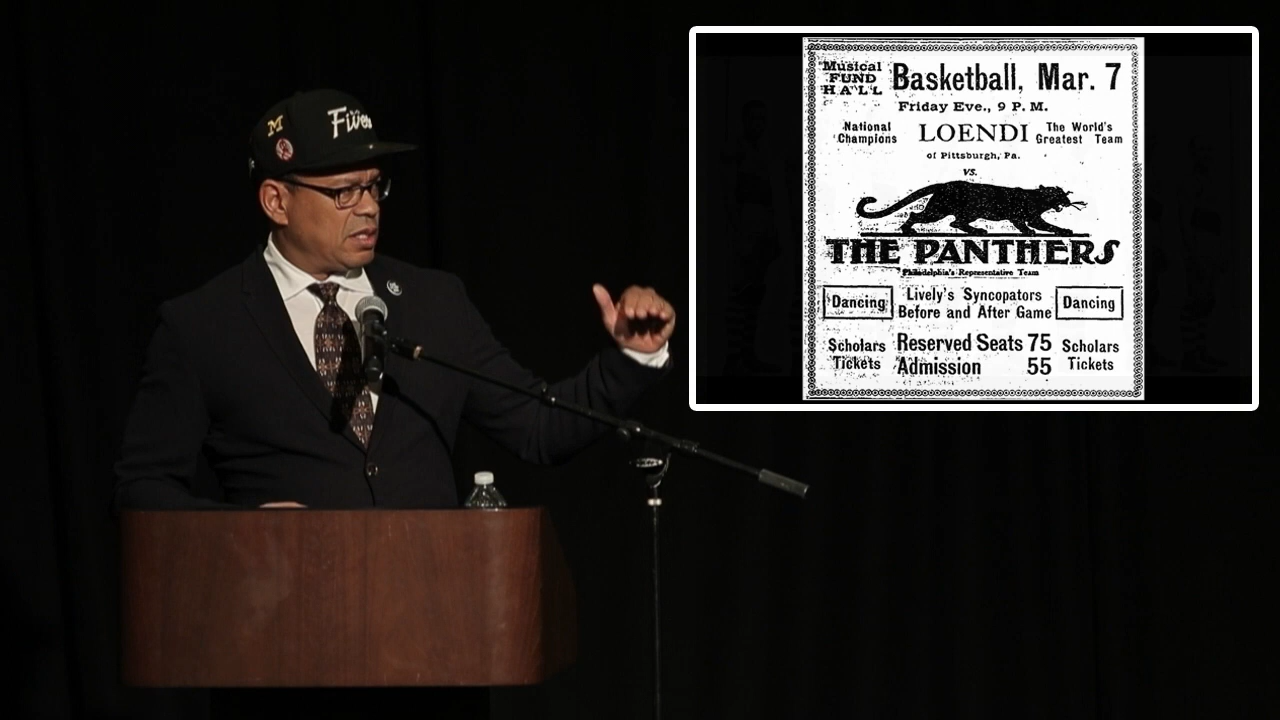 M
Musical
FUND
HALL
Basketball, Mar. 7
Friday Eve., 9 P. M.
National
Champions
LOENDI
The World's
Greatest Team
of Pittsburgh, Pa.
vs.
THE PANTHERS
Philadelphia's Representative Team
Dancing
Lively's Syncopators
Before and After Game
Dancing
Scholars
Tickets
Reserved Seats 75
Admission 55
Scholars
Tickets